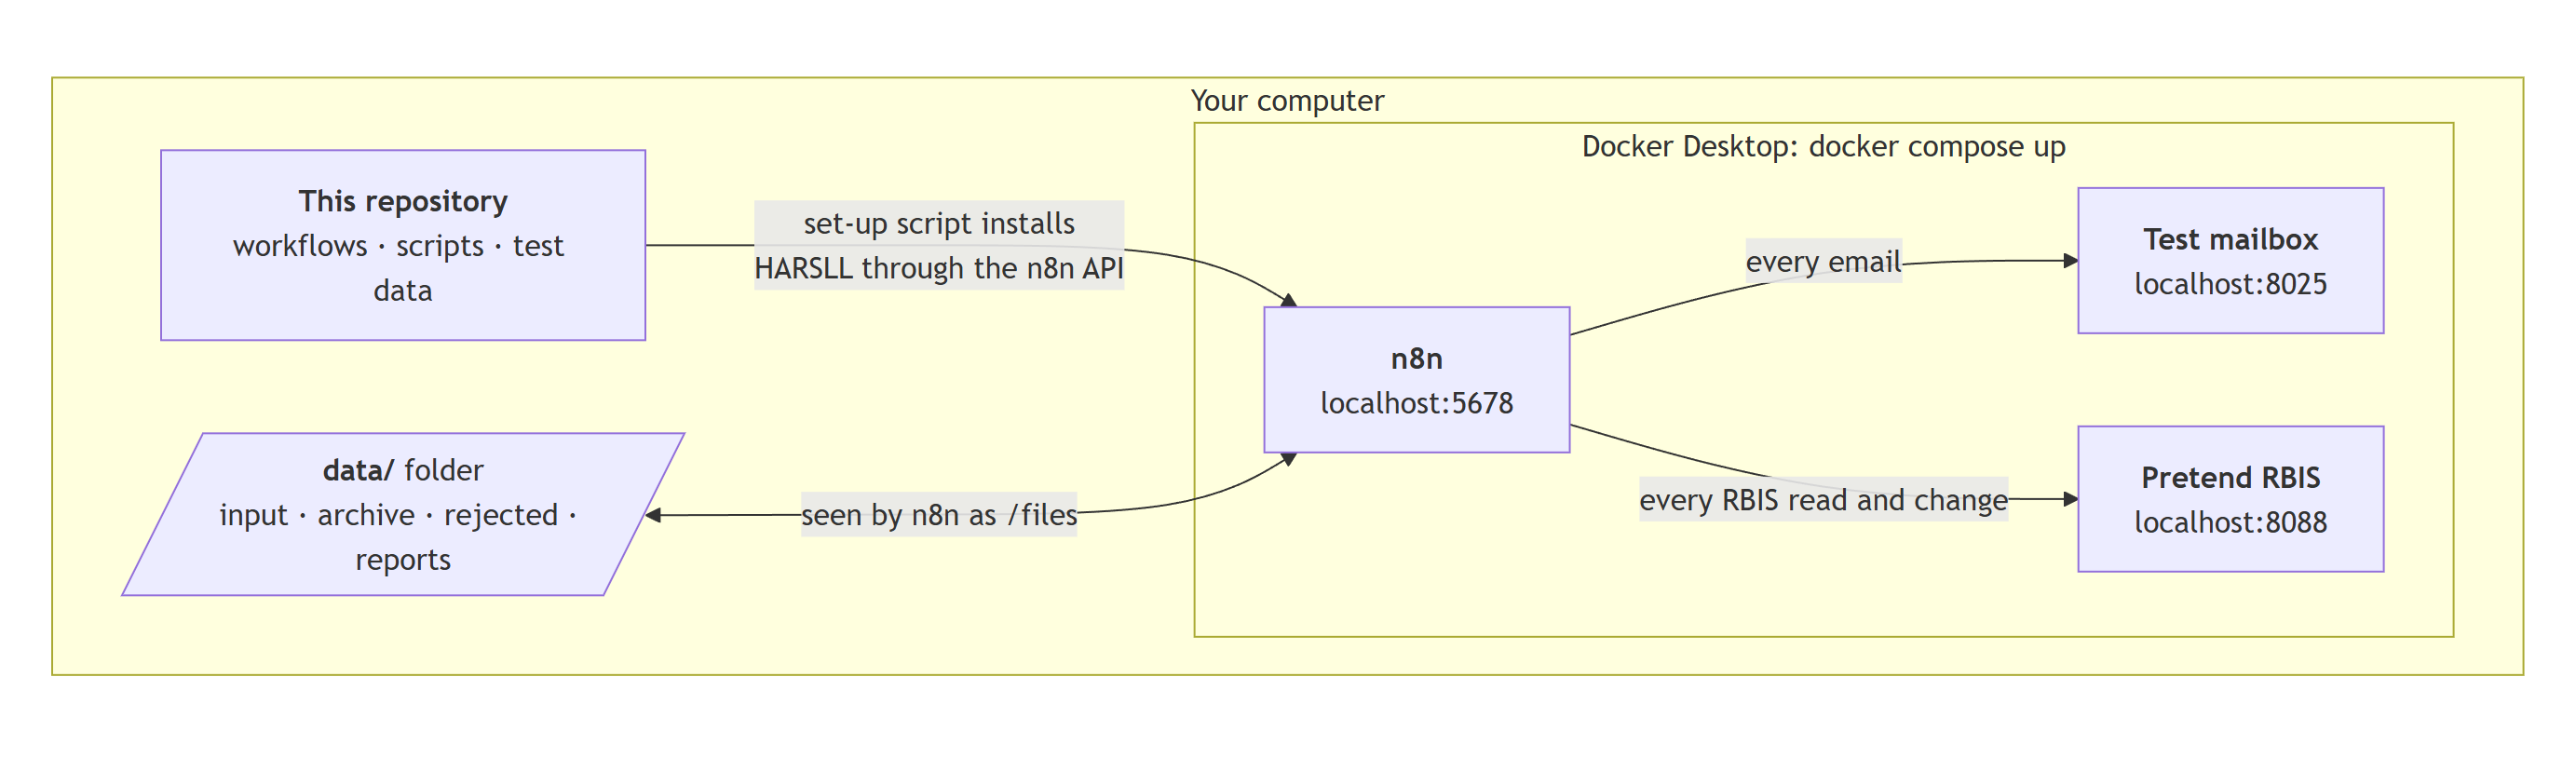 Your computer
Docker Desktop: docker compose up
This repository
workflows · scripts · test
data
set-up script installs
HARSLL through the n8n API
n8n
localhost:5678
every email
Test mailbox
localhost:8025
data/ folder
input · archive · rejected ·
reports
seen by n8n as /files
every RBIS read and change
Pretend RBIS
localhost:8088